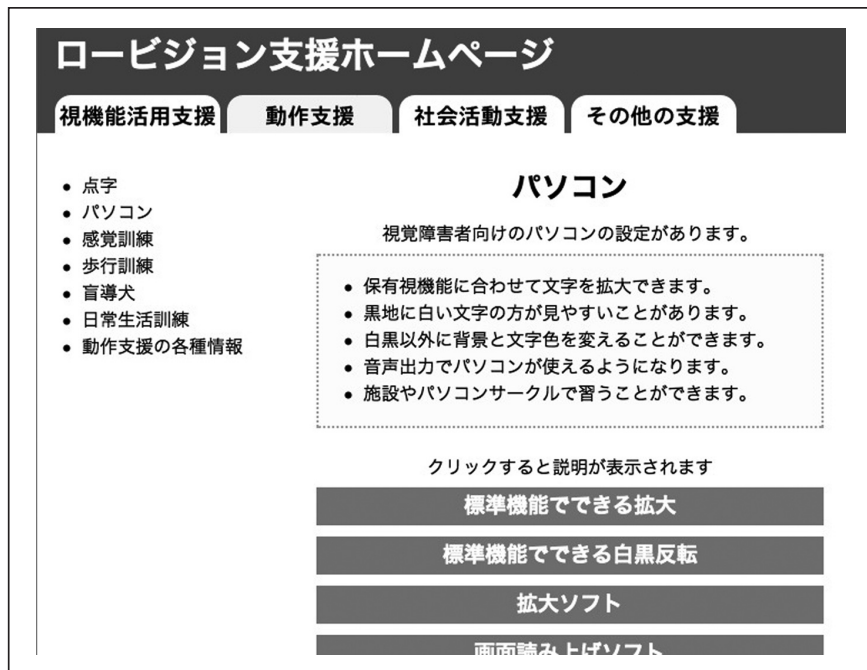 ロービジョン支援ホームページ
視機能活用支援 動作支援 社会活動支援 その他の支援
• 点字
• パソコン
• 感覚訓練
• 歩行訓練
• 盲導犬
• 日常生活訓練
• 動作支援の各種情報
パソコン
視覚障害者向けのパソコンの設定があります。
• 保有視機能に合わせて文字を拡大できます。
• 黒地に白い文字の方が見やすいことがあります。
• 白黒以外に背景と文字色を変えることができます。
• 音声出力でパソコンが使えるようになります。
• 施設やパソコンサークルで習うことができます。
クリックすると説明が表示されます
標準機能でできる拡大
標準機能でできる白黒反転
拡大ソフト
画面読み上げソフト